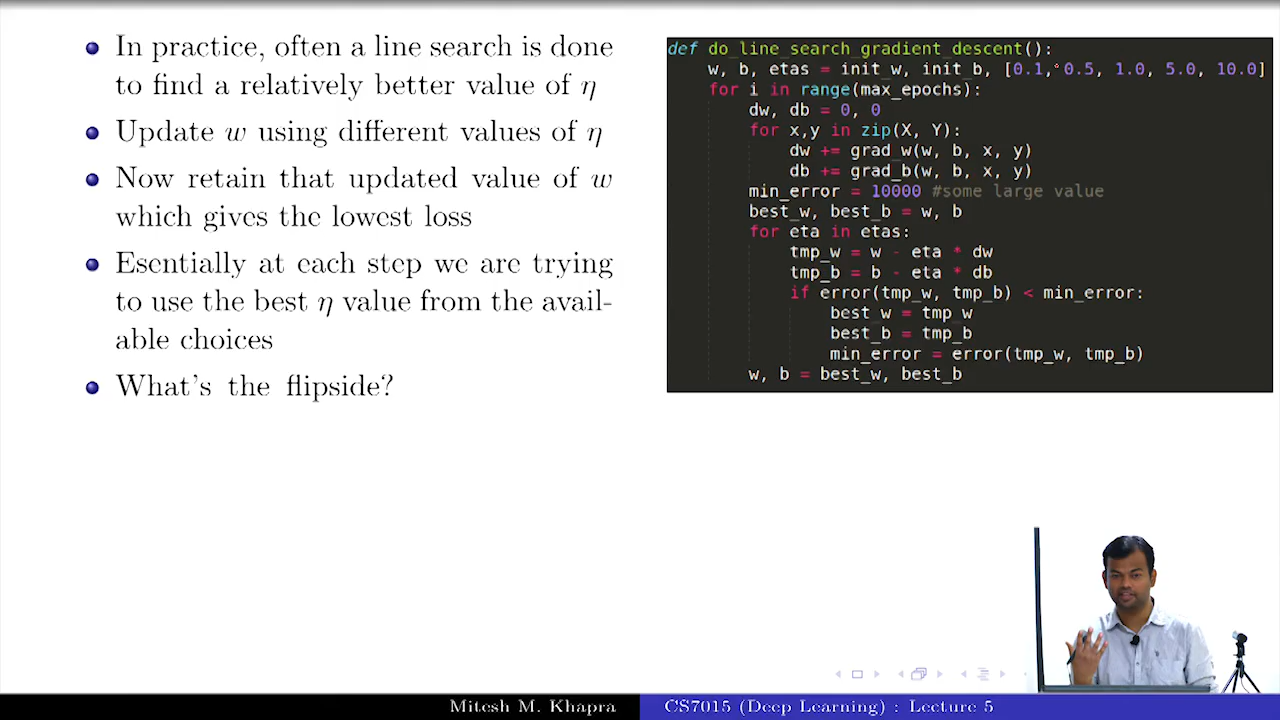 In practice, often a line search is done
to find a relatively better value of η
Update w using different values of η
Now retain that updated value of w
which gives the lowest loss
Esentially at each step we are trying
to use the best η value from the avail-
able choices
What's the flipside?
def do_line_search_gradient_descent():
w, b, etas = init_w, init_b, [0.1, 0.5, 1.0, 5.0, 10.0]
for i in range(max_epochs):
dw, db = 0, 0
for x,y in zip(X, Y):
dw += grad_w(w, b, x, y)
db += grad_b(w, b, x, y)
min_error = 10000 #some large value
best_w, best_b = w, b
for eta in etas:
tmp_w = w - eta * dw
tmp_b = b - eta * db
if error(tmp_w, tmp_b) < min_error:
best_w = tmp_w
best_b = tmp_b
min_error = error(tmp_w, tmp_b)
w, b = best_w, best_b
Mitesh M. Khapra
CS7015 (Deep Learning) : Lecture 5